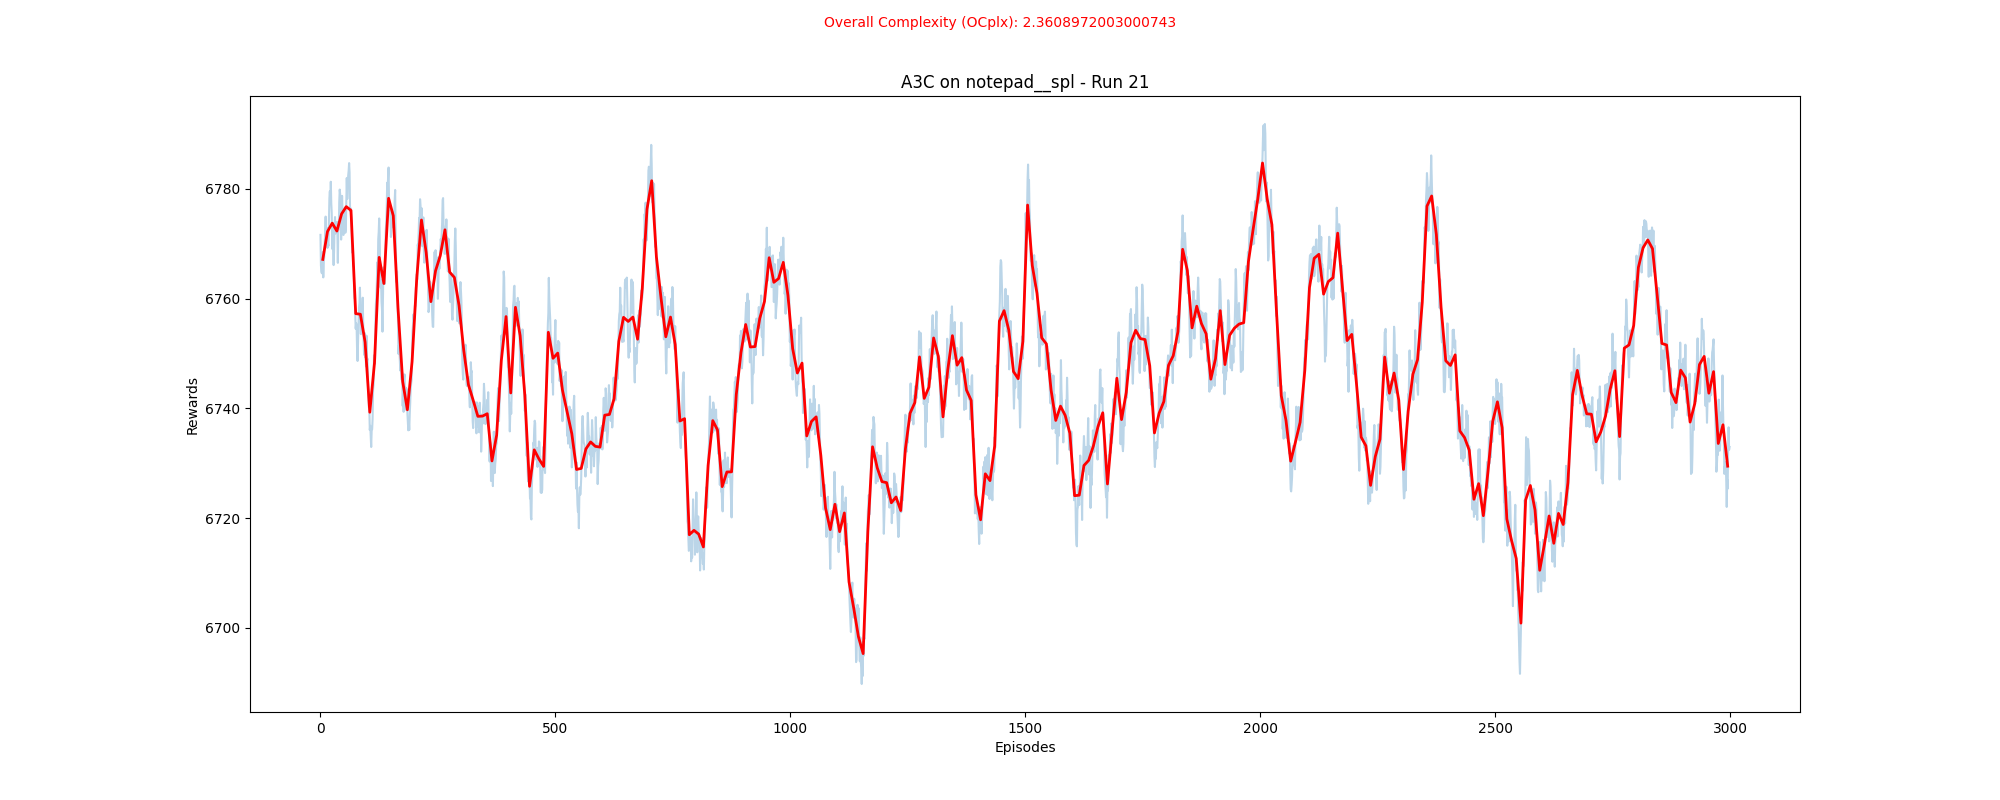 Overall Complexity (OCplx): 2.3608972003000743
A3C on notepad__spl - Run 21
Rewards
6780
6760
6740
6720
6700
0 500 1000 1500 2000 2500 3000
Episodes